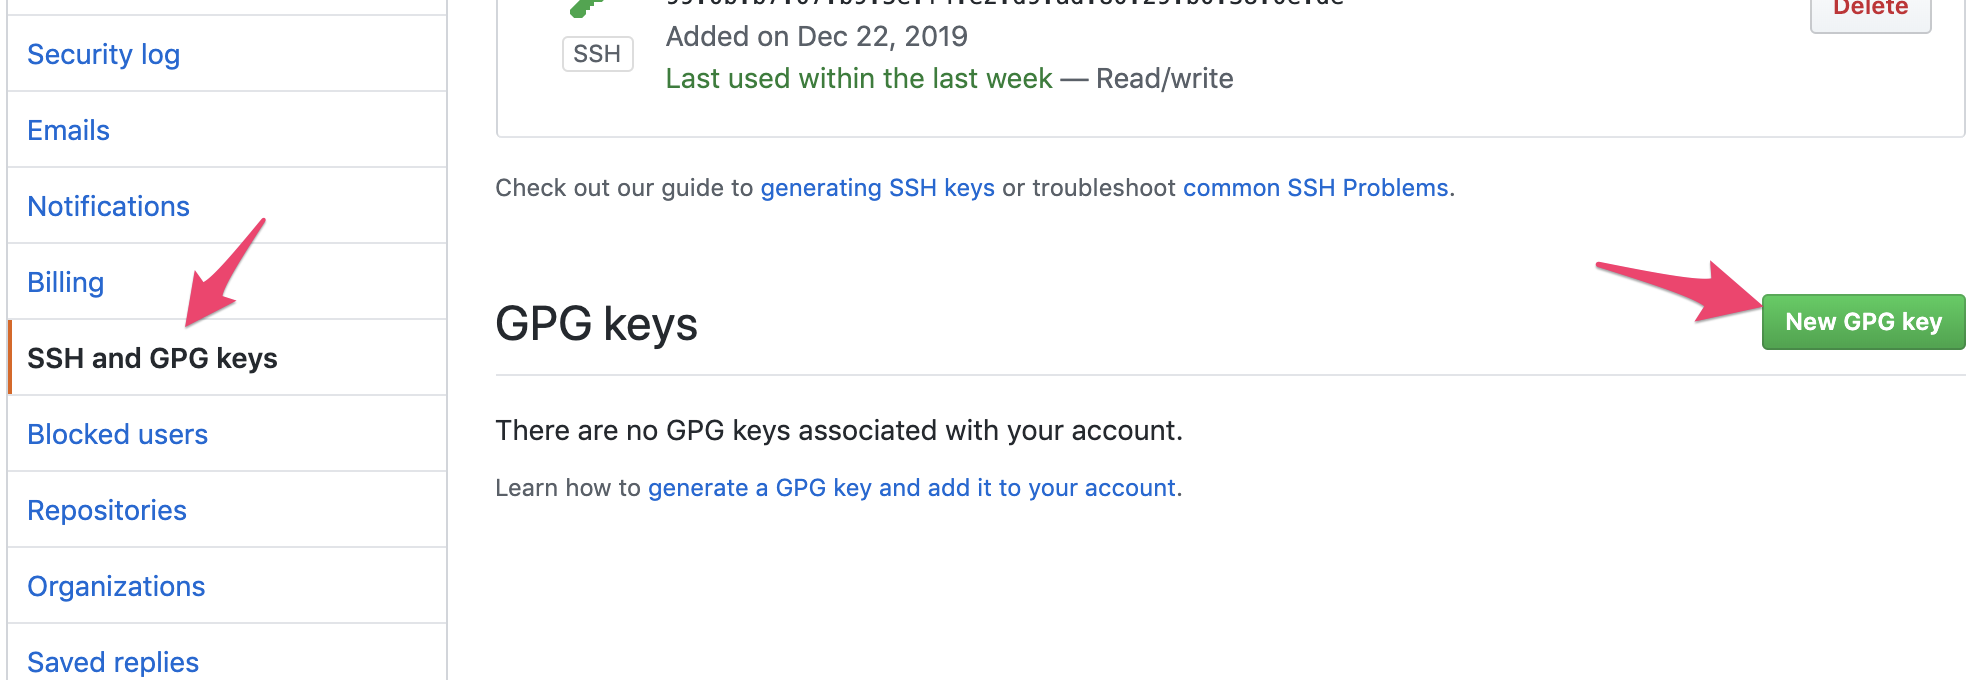 Security log
Emails
Notifications
Billing
SSH and GPG keys
Blocked users
Repositories
Organizations
Saved replies
Delete
SSH
Added on Dec 22, 2019
Last used within the last week — Read/write
Check out our guide to generating SSH keys or troubleshoot common SSH Problems.
GPG keys
New GPG key
There are no GPG keys associated with your account.
Learn how to generate a GPG key and add it to your account.